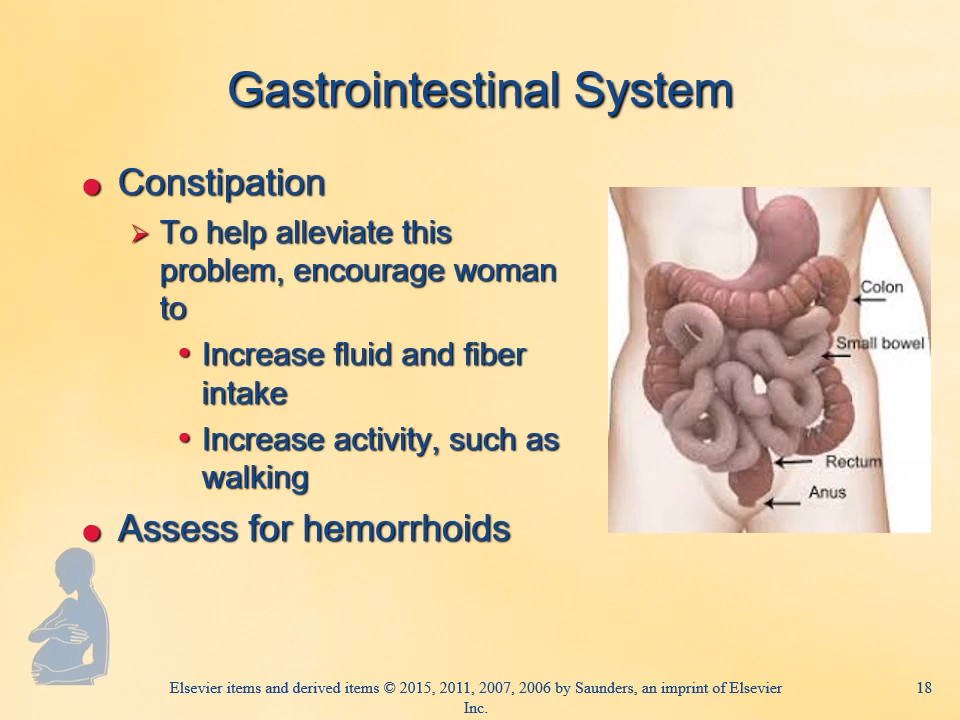 Gastrointestinal System
Constipation
To help alleviate this
problem, encourage woman
to
Increase fluid and fiber
intake
Increase activity, such as
walking
Assess for hemorrhoids
Colon
Small bowel
Rectum
Anus
Elsevier items and derived items © 2015, 2011, 2007, 2006 by Saunders, an imprint of Elsevier
Inc.
18